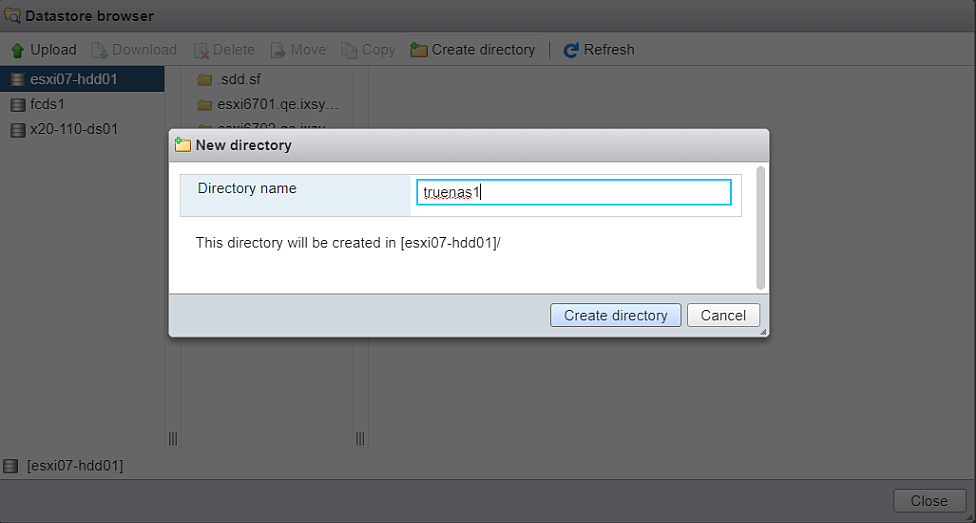 Datastore browser
Upload Download Delete Move Copy Create directory Refresh
esxi07-hdd01 .sdd.sf
fcds1 esxi6701.qe.ixsy...
x20-110-ds01
New directory
Directory name truenas1
This directory will be created in [esxi07-hdd01]/
Create directory Cancel
[esxi07-hdd01]
Close